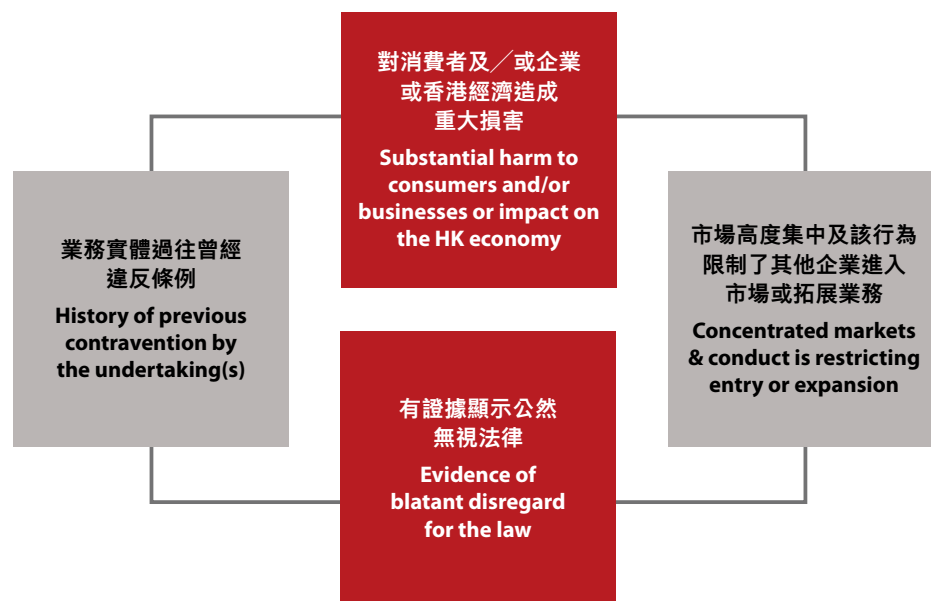 對消費者及╱或企業
或香港經濟造成
重大損害
Substantial harm to
consumers and/or
businesses or impact on
the HK economy
業務實體過往曾經
違反條例
History of previous
contravention by
the undertaking(s)
市場高度集中及該行為
限制了其他企業進入
市場或拓展業務
Concentrated markets
& conduct is restricting
entry or expansion
有證據顯示公然
無視法律
Evidence of
blatant disregard
for the law